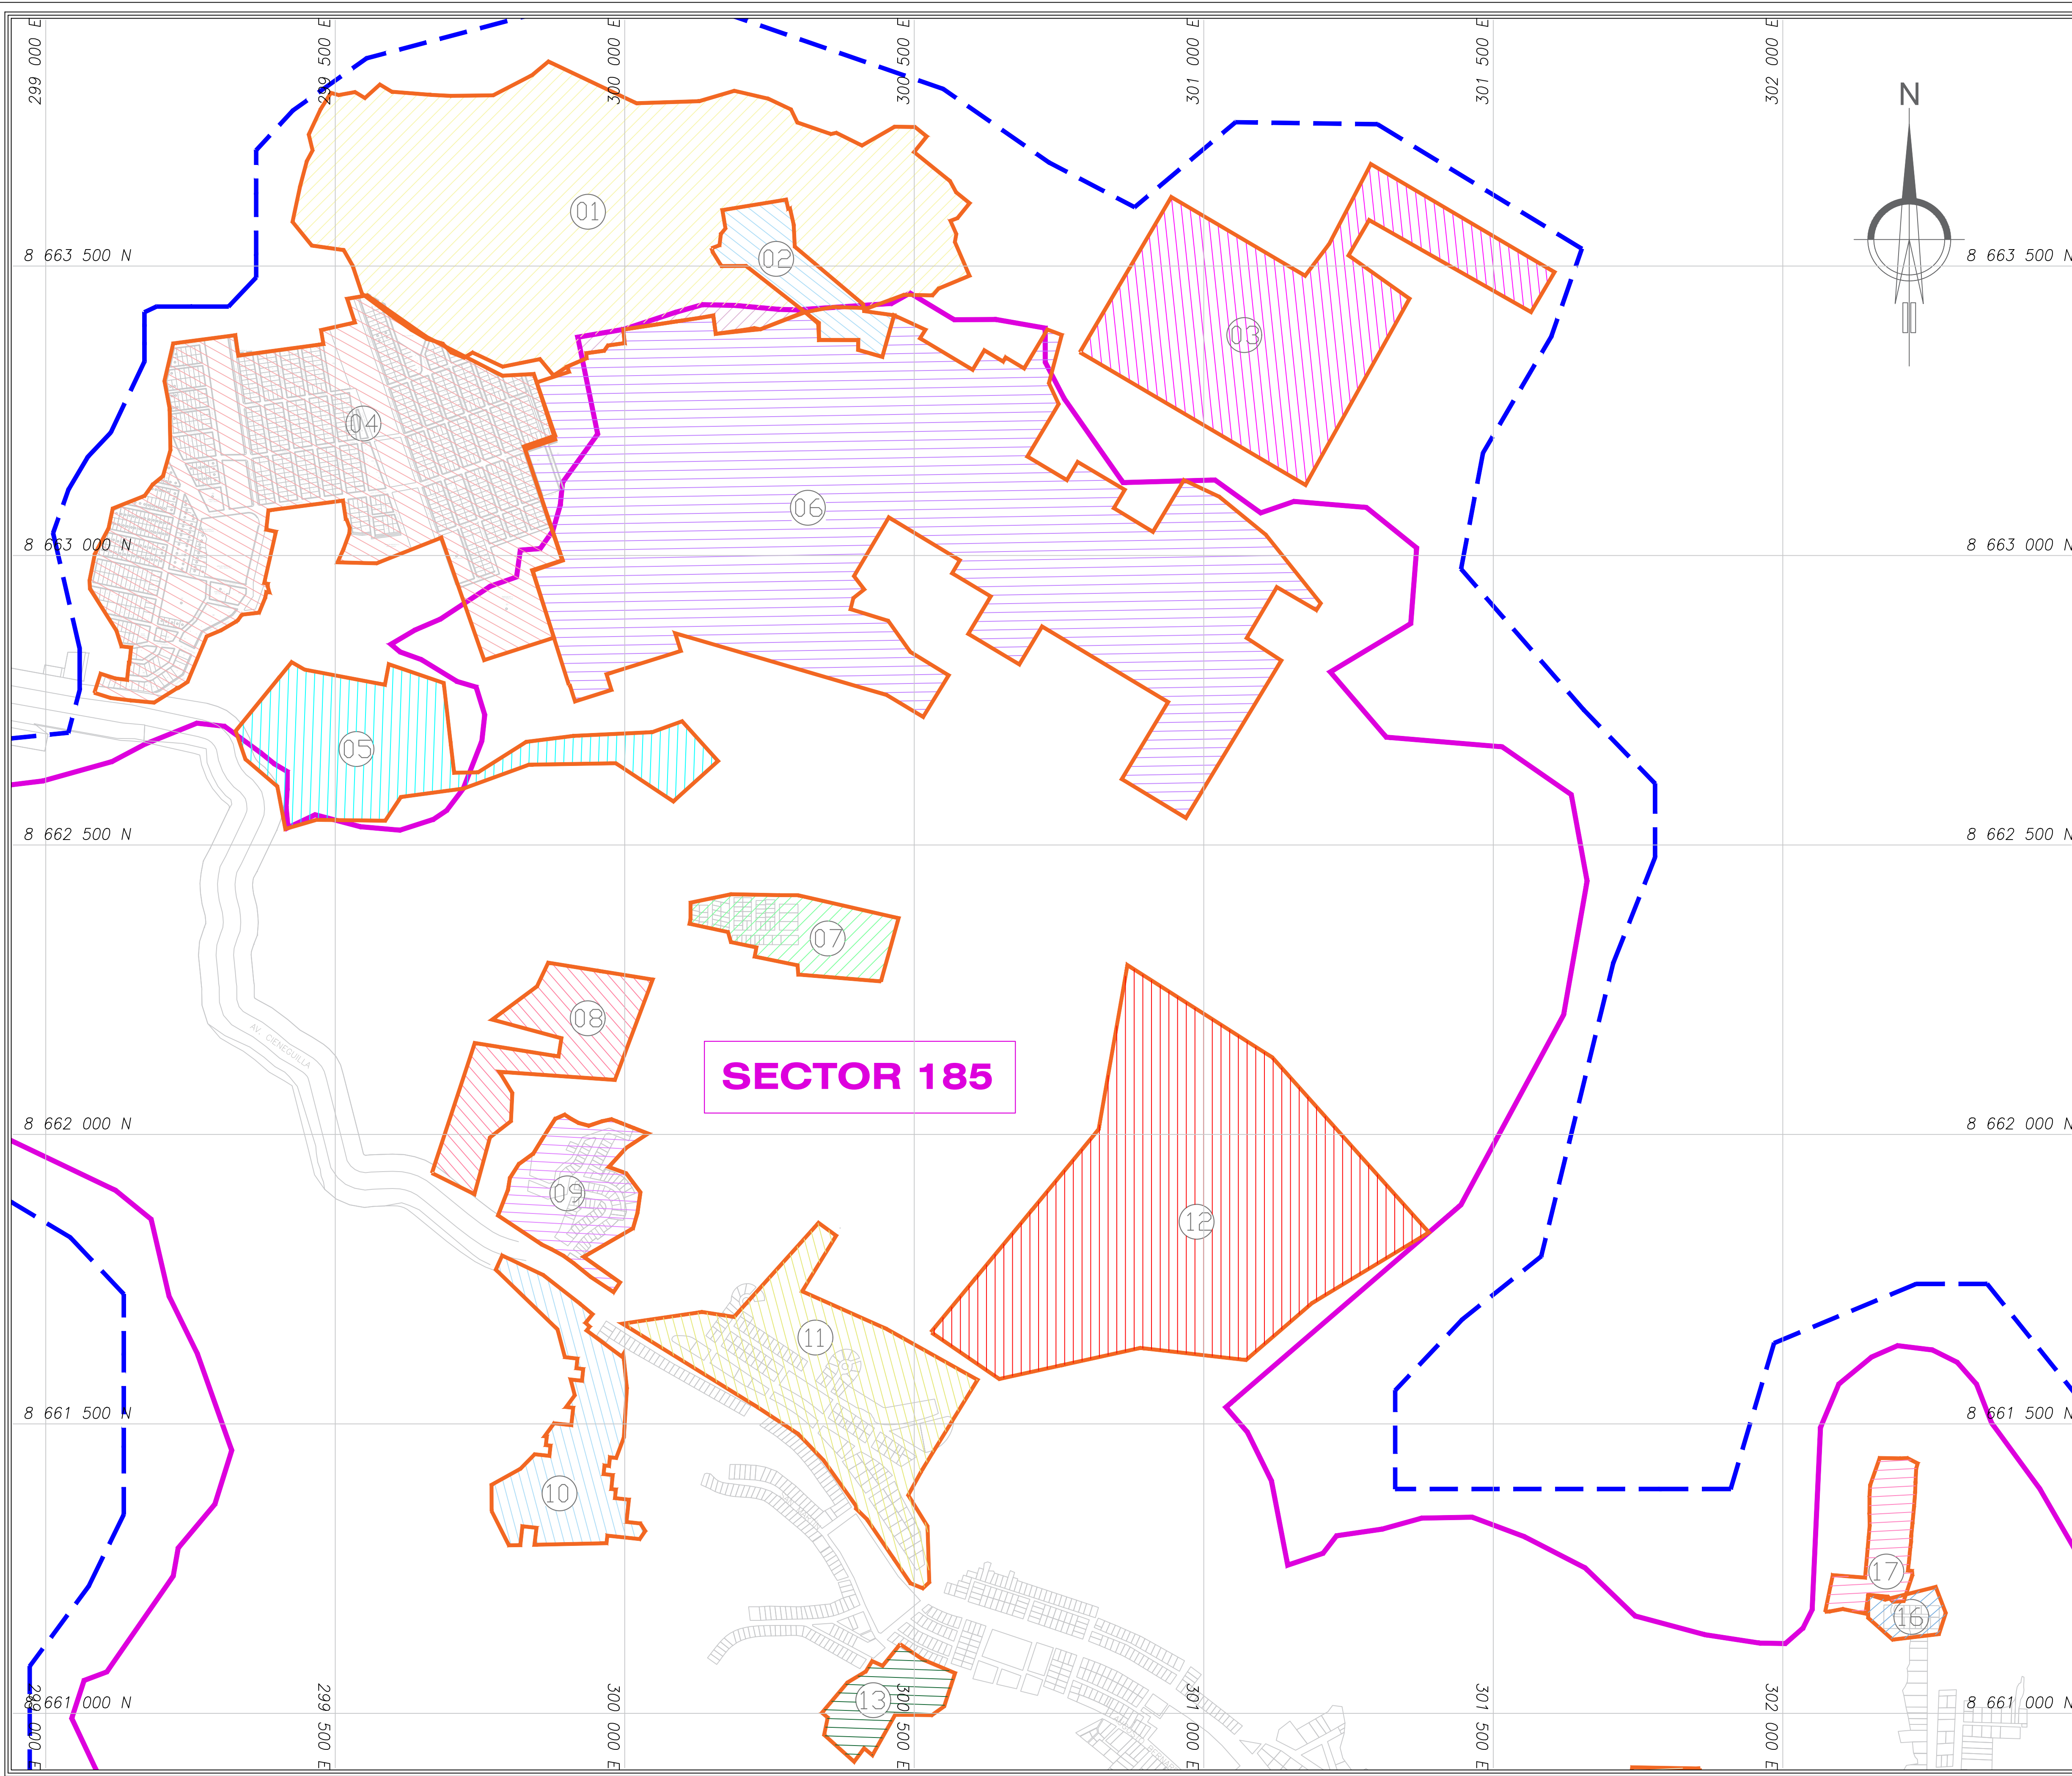 299 000 E
299 500 E
300 000 E
300 500 E
301 000 E
301 500 E
302 000 E
N
01
02
8 663 500 N
8 663 500 N
03
04
06
8 663 000 N
8 663 000 N
05
8 662 500 N
8 662 500 N
07
08
AV. CIENEGUILLA
SECTOR 185
8 662 000 N
8 662 000 N
09
12
11
8 661 500 N
8 661 500 N
10
17
16
13
8 661 000 N
8 661 000 N
299 000 E
299 500 E
300 000 E
300 500 E
301 000 E
301 500 E
302 000 E